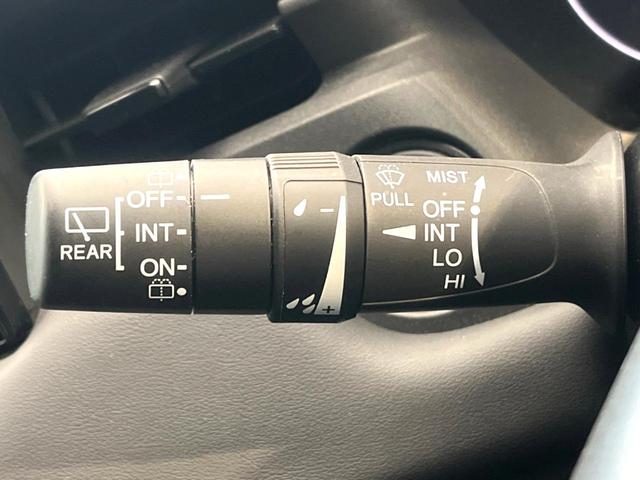 REAR
OFF
INT
ON
−
+
PULL
MIST
OFF
INT
LO
HI